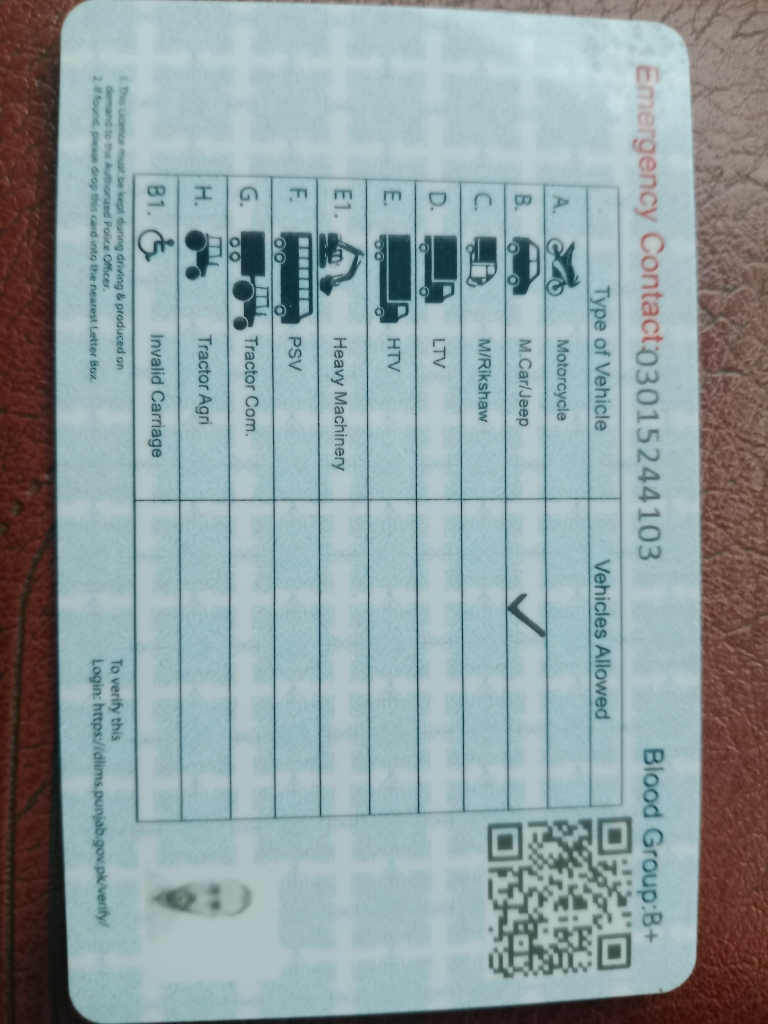 Emergency Contact:03015244103 Blood Group:B+
Type of Vehicle Vehicles Allowed
A. Motorcycle
B. M.Car/Jeep ✓
C. M/Rikshaw
D. LTV
E. HTV
E1. Heavy Machinery
F. PSV
G. Tractor Com.
H. Tractor Agri
B1. Invalid Carriage
1. This Licence must be kept during driving & produced on
demand to the Authorized Police Officer.
2. If found, please drop this card into the nearest Letter Box.
To verify this
Login: https://dlims.punjab.gov.pk/verify/